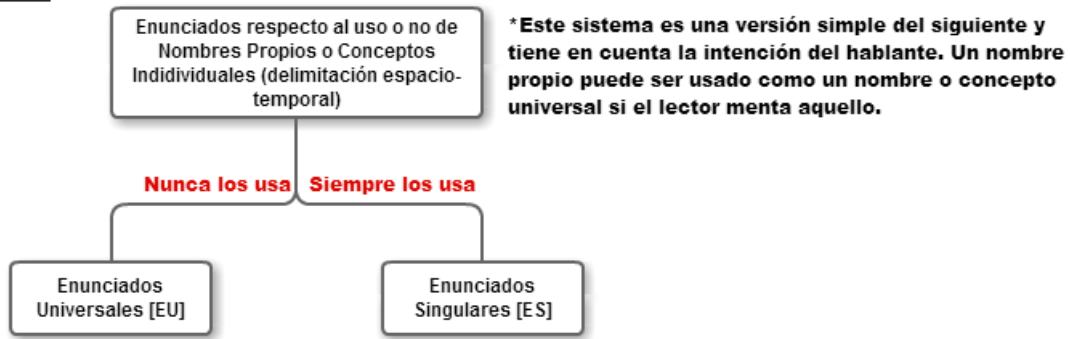 Enunciados respecto al uso o no de
Nombres Propios o Conceptos
Indidividuales (delimitación espacio-
temporal)
*Este sistema es una versión simple del siguiente y
tiene en cuenta la intención del hablante. Un nombre
propio puede ser usado como un nombre o concepto
universal si el lector menta aquello.
Nunca los usa
Siempre los usa
Enunciados
Universales [EU]
Enunciados
Singulares [ES]